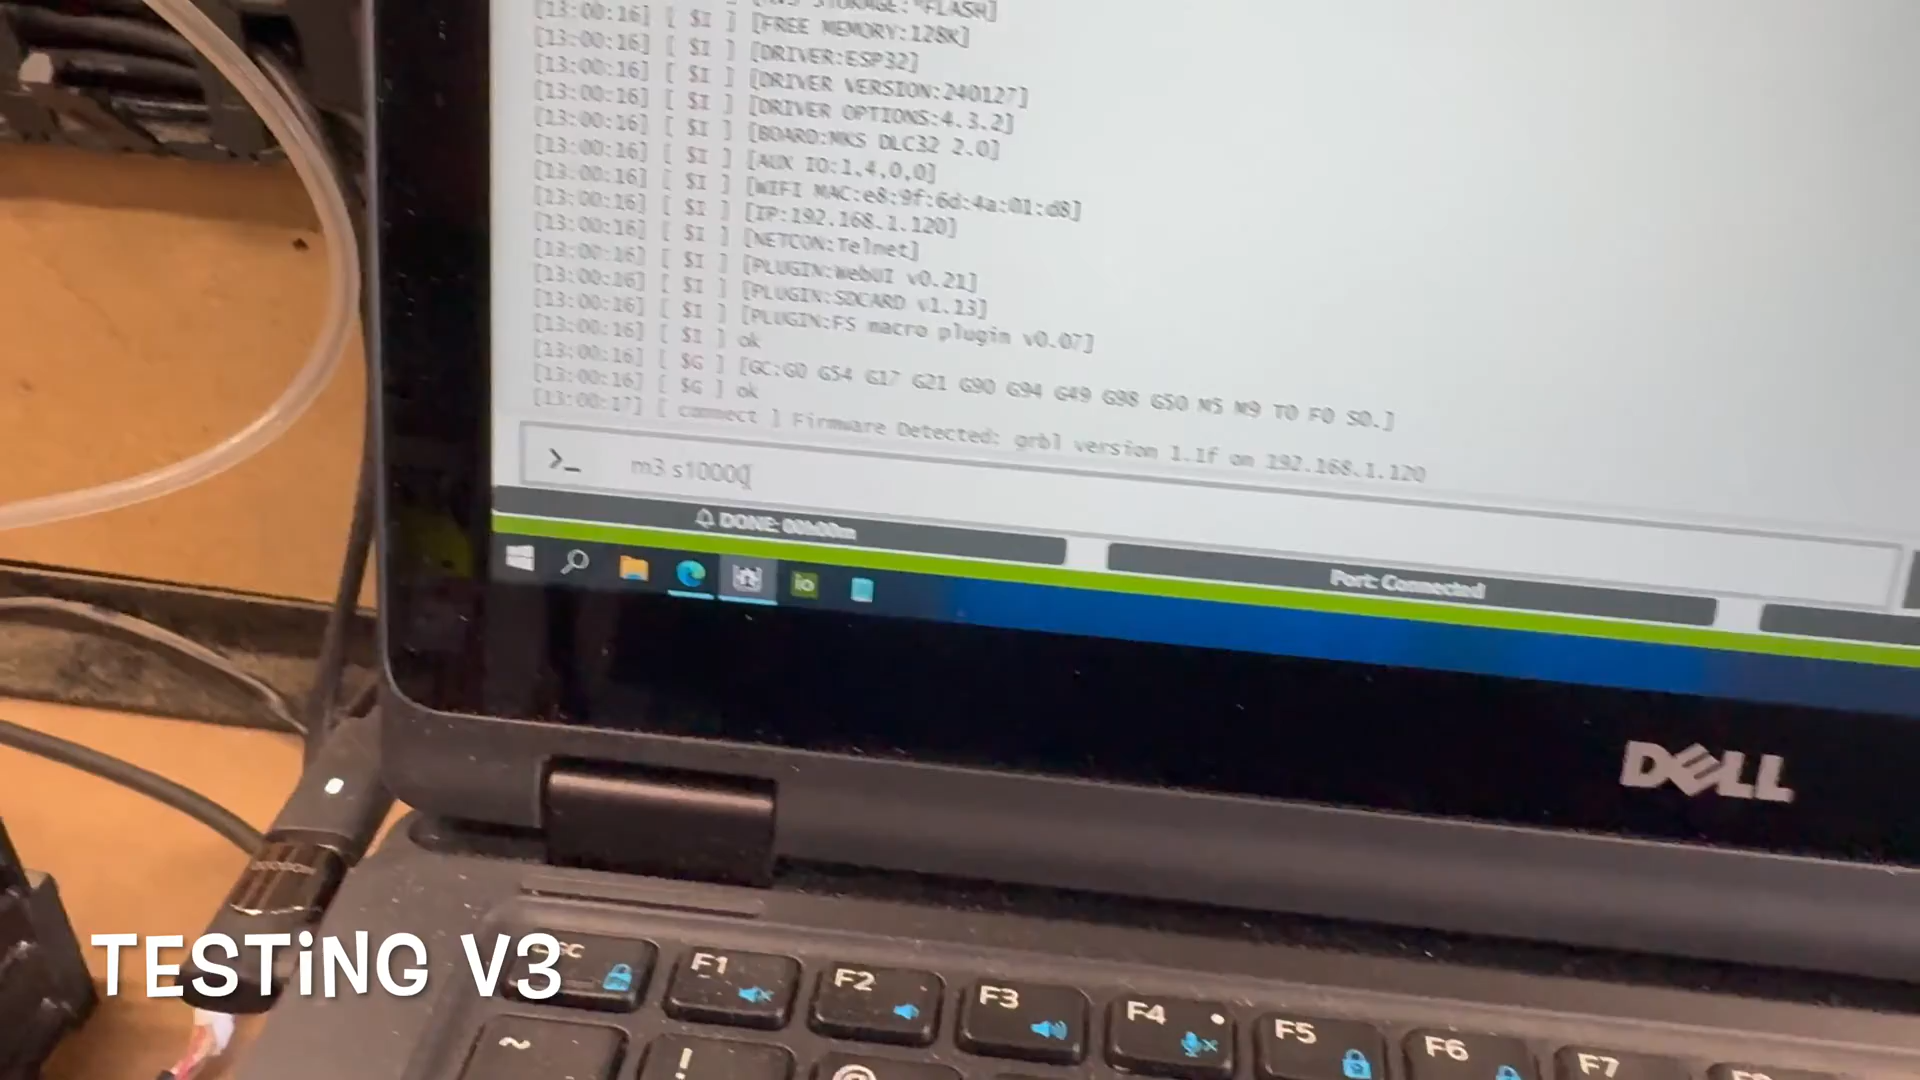 [13:00:16] [ $I ] [FREE MEMORY:128K]
[13:00:16] [ $I ] [DRIVER:ESP32]
[13:00:16] [ $I ] [DRIVER VERSION:240127]
[13:00:16] [ $I ] [DRIVER OPTIONS:4.3.2]
[13:00:16] [ $I ] [BOARD:MKS DLC32 2.0]
[13:00:16] [ $I ] [AUX IO:1,4,0,0]
[13:00:16] [ $I ] [WIFI MAC:e8:9f:6d:4a:01:d8]
[13:00:16] [ $I ] [IP:192.168.1.120]
[13:00:16] [ $I ] [NETCON:Telnet]
[13:00:16] [ $I ] [PLUGIN:WebUI v0.21]
[13:00:16] [ $I ] [PLUGIN:SDCARD v1.13]
[13:00:16] [ $I ] [PLUGIN:FS macro plugin v0.07]
[13:00:16] [ $I ] ok
[13:00:16] [ $G ] [GC:G0 G54 G17 G21 G90 G94 G49 G98 G50 M5 M9 T0 F0 S0.]
[13:00:16] [ $G ] ok
[13:00:17] [ connect ] Firmware Detected: grbl version 1.1f on 192.168.1.120
>_ m3 s1000
DONE: 00h00m
Port: Connected
io
DELL
TESTiNG V3
F1
F2
F3
F4
F5
F6
F7
~
!
@